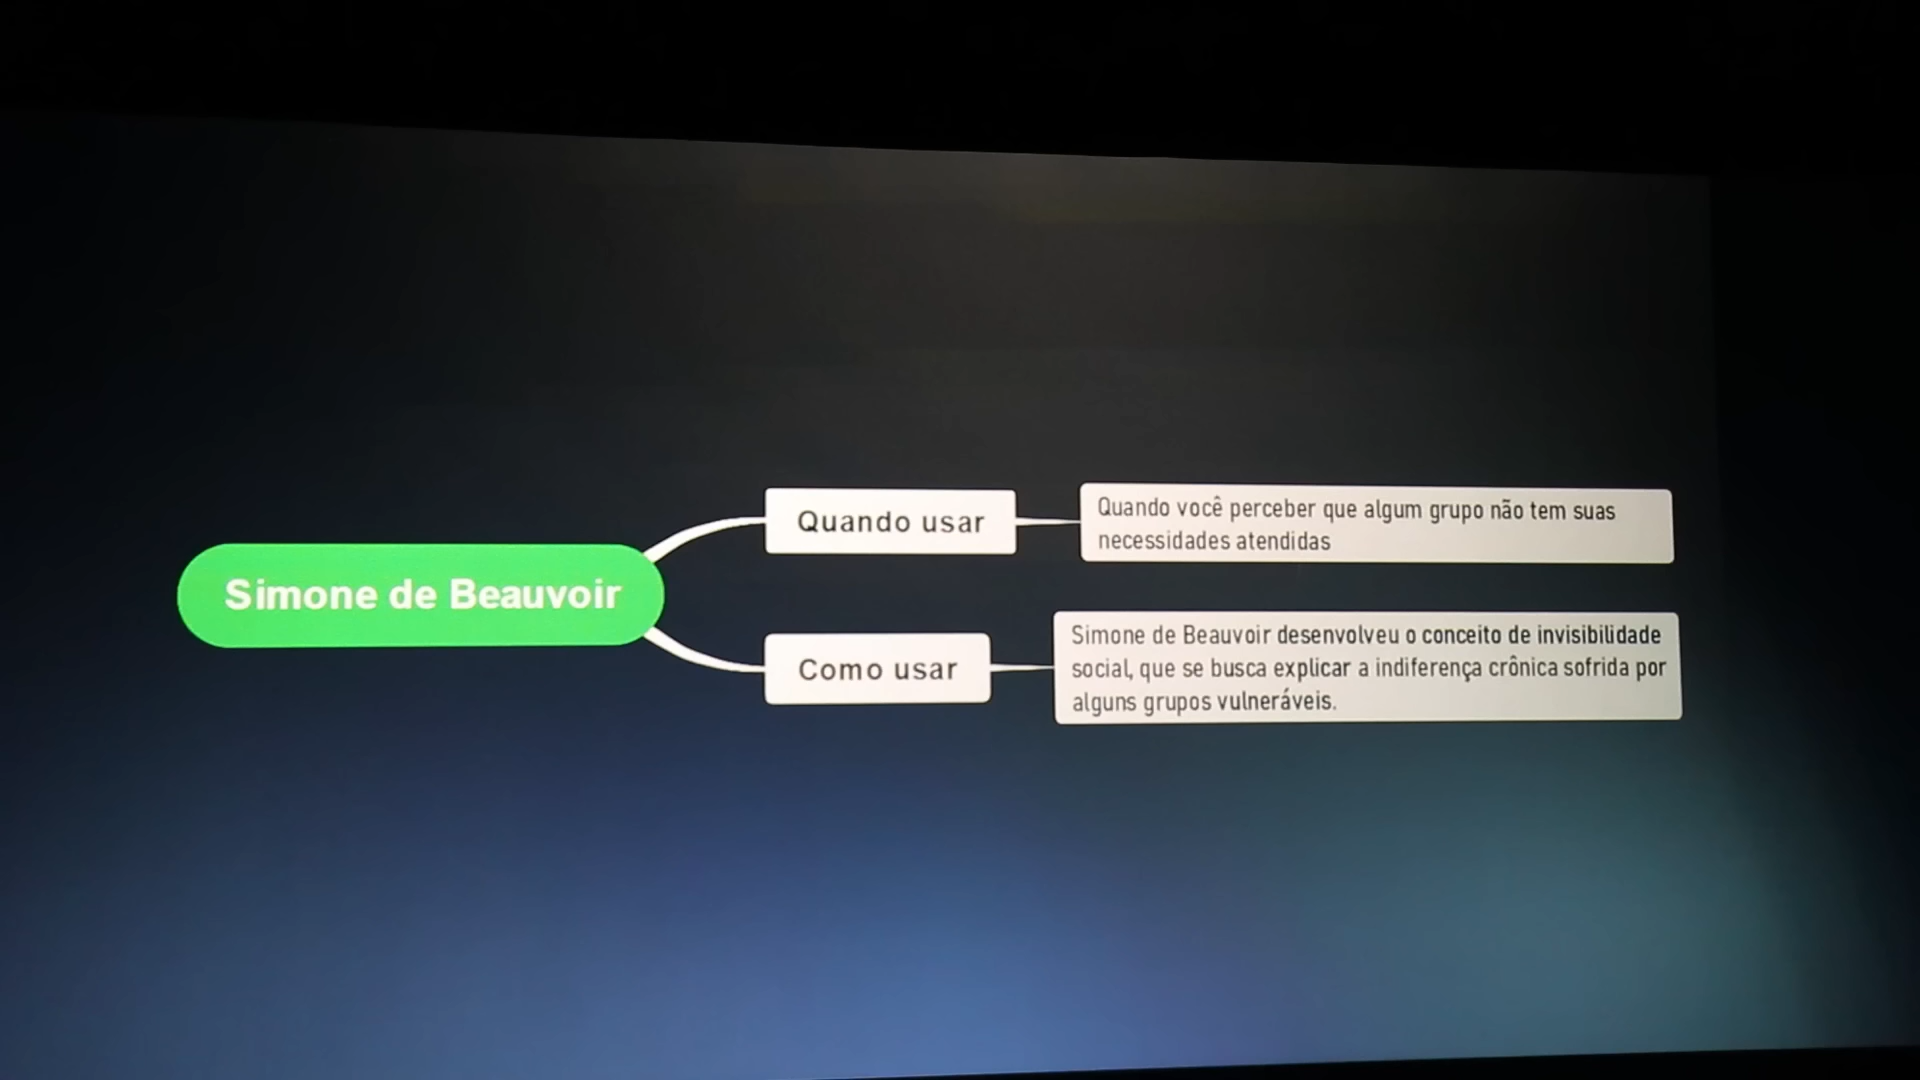 Simone de Beauvoir
Quando usar
Quando você perceber que algum grupo não tem suas
necessidades atendidas
Como usar
Simone de Beauvoir desenvolveu o conceito de invisibilidade
social, que se busca explicar a indiferença crônica sofrida por
alguns grupos vulneráveis.